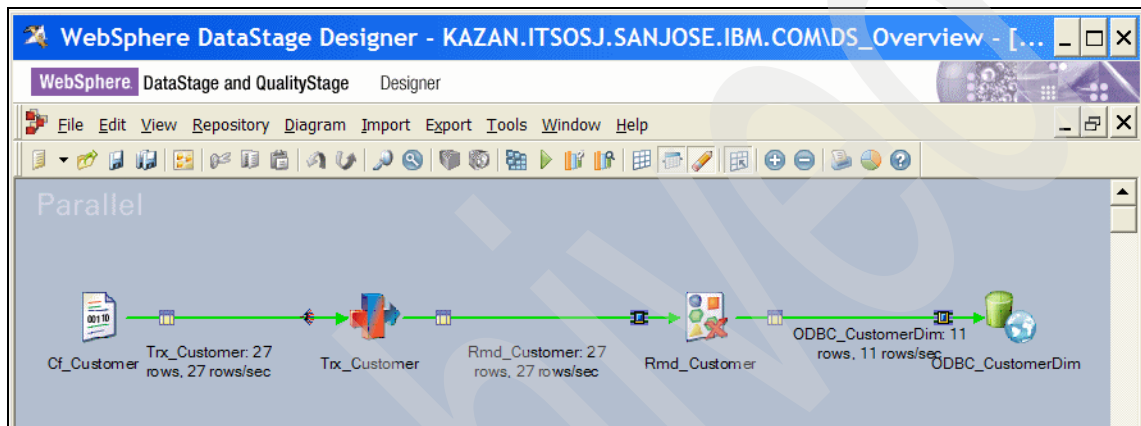 WebSphere DataStage Designer - KAZAN.ITSOSJ.SANJOSE.IBM.COM\DS_Overview - [...
WebSphere. DataStage and QualityStage Designer
File Edit View Repository Diagram Import Export Tools Window Help
Parallel
00110
Cf_Customer
Trx_Customer: 27
rows, 27 rows/sec
Trx_Customer
Rmd_Customer: 27
rows, 27 rows/sec
Rmd_Customer
ODBC_CustomerDim: 11
rows, 11 rows/sec
ODBC_CustomerDim